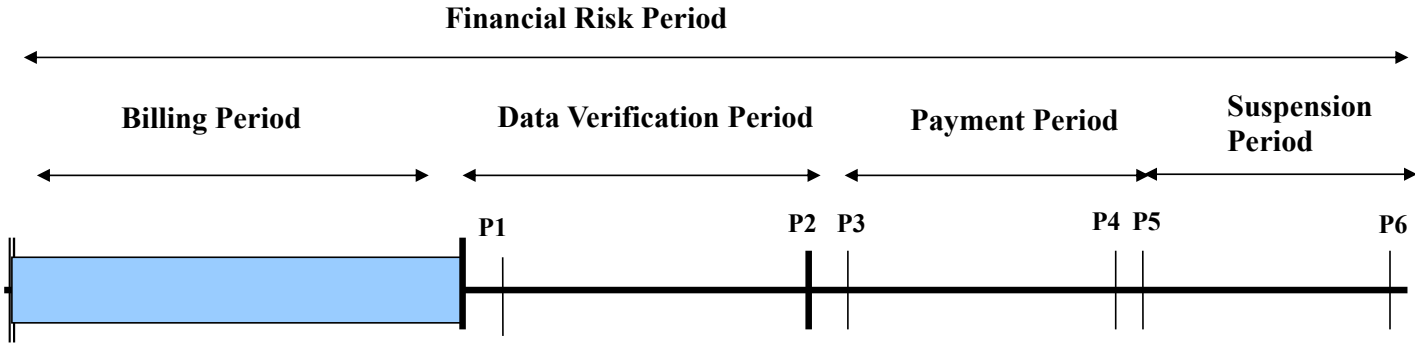 Financial Risk Period
Billing Period
Data Verification Period
Payment Period
Suspension
Period
P1
P2
P3
P4
P5
P6